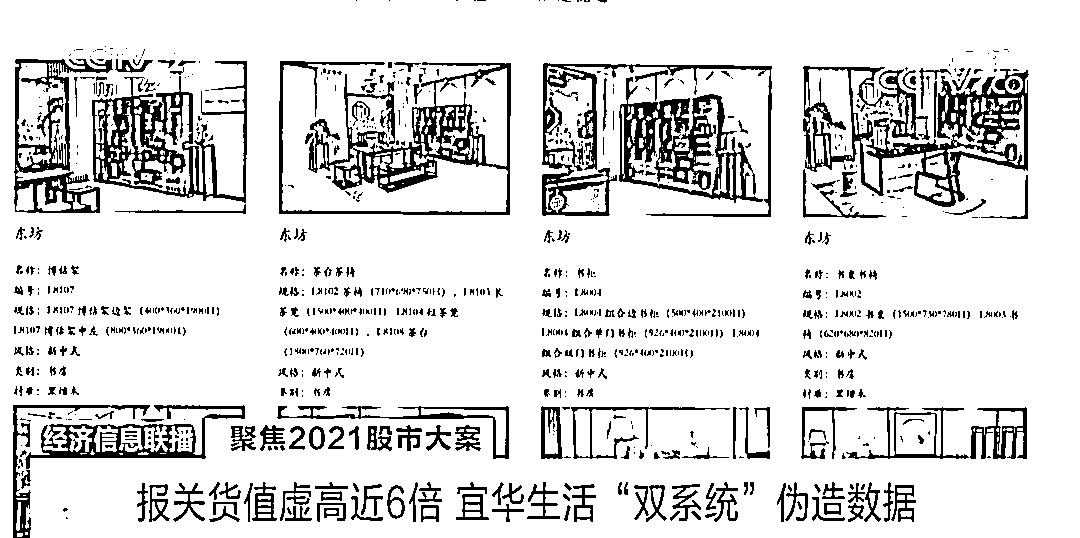 CCTV 2
东坊
名称：博估架
编号：L8107
规格：L8107 博估架边架（400*360*1900H）
L8107 博估架中左（800*360*1900H）
风格：新中式
类别：书房
材质：黑檀木
东坊
名称：茶台茶椅
规格：L8102 茶椅（710*690*750H），L8103 长
茶凳（1500*400*400H）L8104 短茶凳
（600*400*400H），L8105 茶台
（1800*760*720H）
风格：新中式
类别：书房
东坊
名称：书柜
编号：L8004
规格：L8004 组合边书柜（500*400*2100H）
L8004 组合单门书柜（926*400*2100H）L8004
组合双门书柜（926*400*2100H）
风格：新中式
类别：书房
东坊
名称：书桌书椅
编号：L8002
规格：L8002 书桌（1500*730*780H）L8003 书
椅（620*680*820H）
风格：新中式
类别：书房
材质：黑檀木
经济信息联播 聚焦2021股市大案
报关货值虚高近6倍 宜华生活“双系统”伪造数据